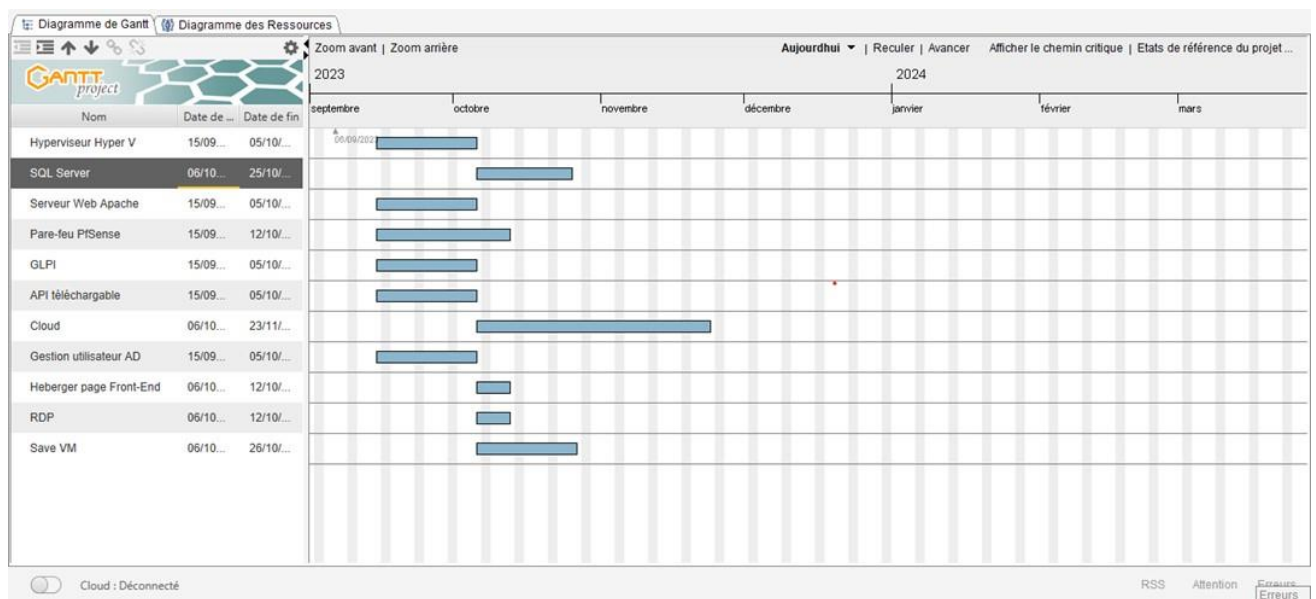 Diagramme de Gantt Diagramme des Ressources
Zoom avant | Zoom arrière Aujourdhui | Reculer | Avancer Afficher le chemin critique | Etats de référence du projet ...
GANTT project
2023 2024
septembre octobre novembre décembre janvier février mars
Nom Date de ... Date de fin
06/09/202
Hyperviseur Hyper V 15/09... 05/10/...
SQL Server 06/10... 25/10/...
Serveur Web Apache 15/09... 05/10/...
Pare-feu PfSense 15/09... 12/10/...
GLPI 15/09... 05/10/...
API téléchargable 15/09... 05/10/...
Cloud 06/10... 23/11/...
Gestion utilisateur AD 15/09... 05/10/...
Heberger page Front-End 06/10... 12/10/...
RDP 06/10... 12/10/...
Save VM 06/10... 26/10/...
Cloud : Déconnecté RSS Attention Erreurs
Erreurs